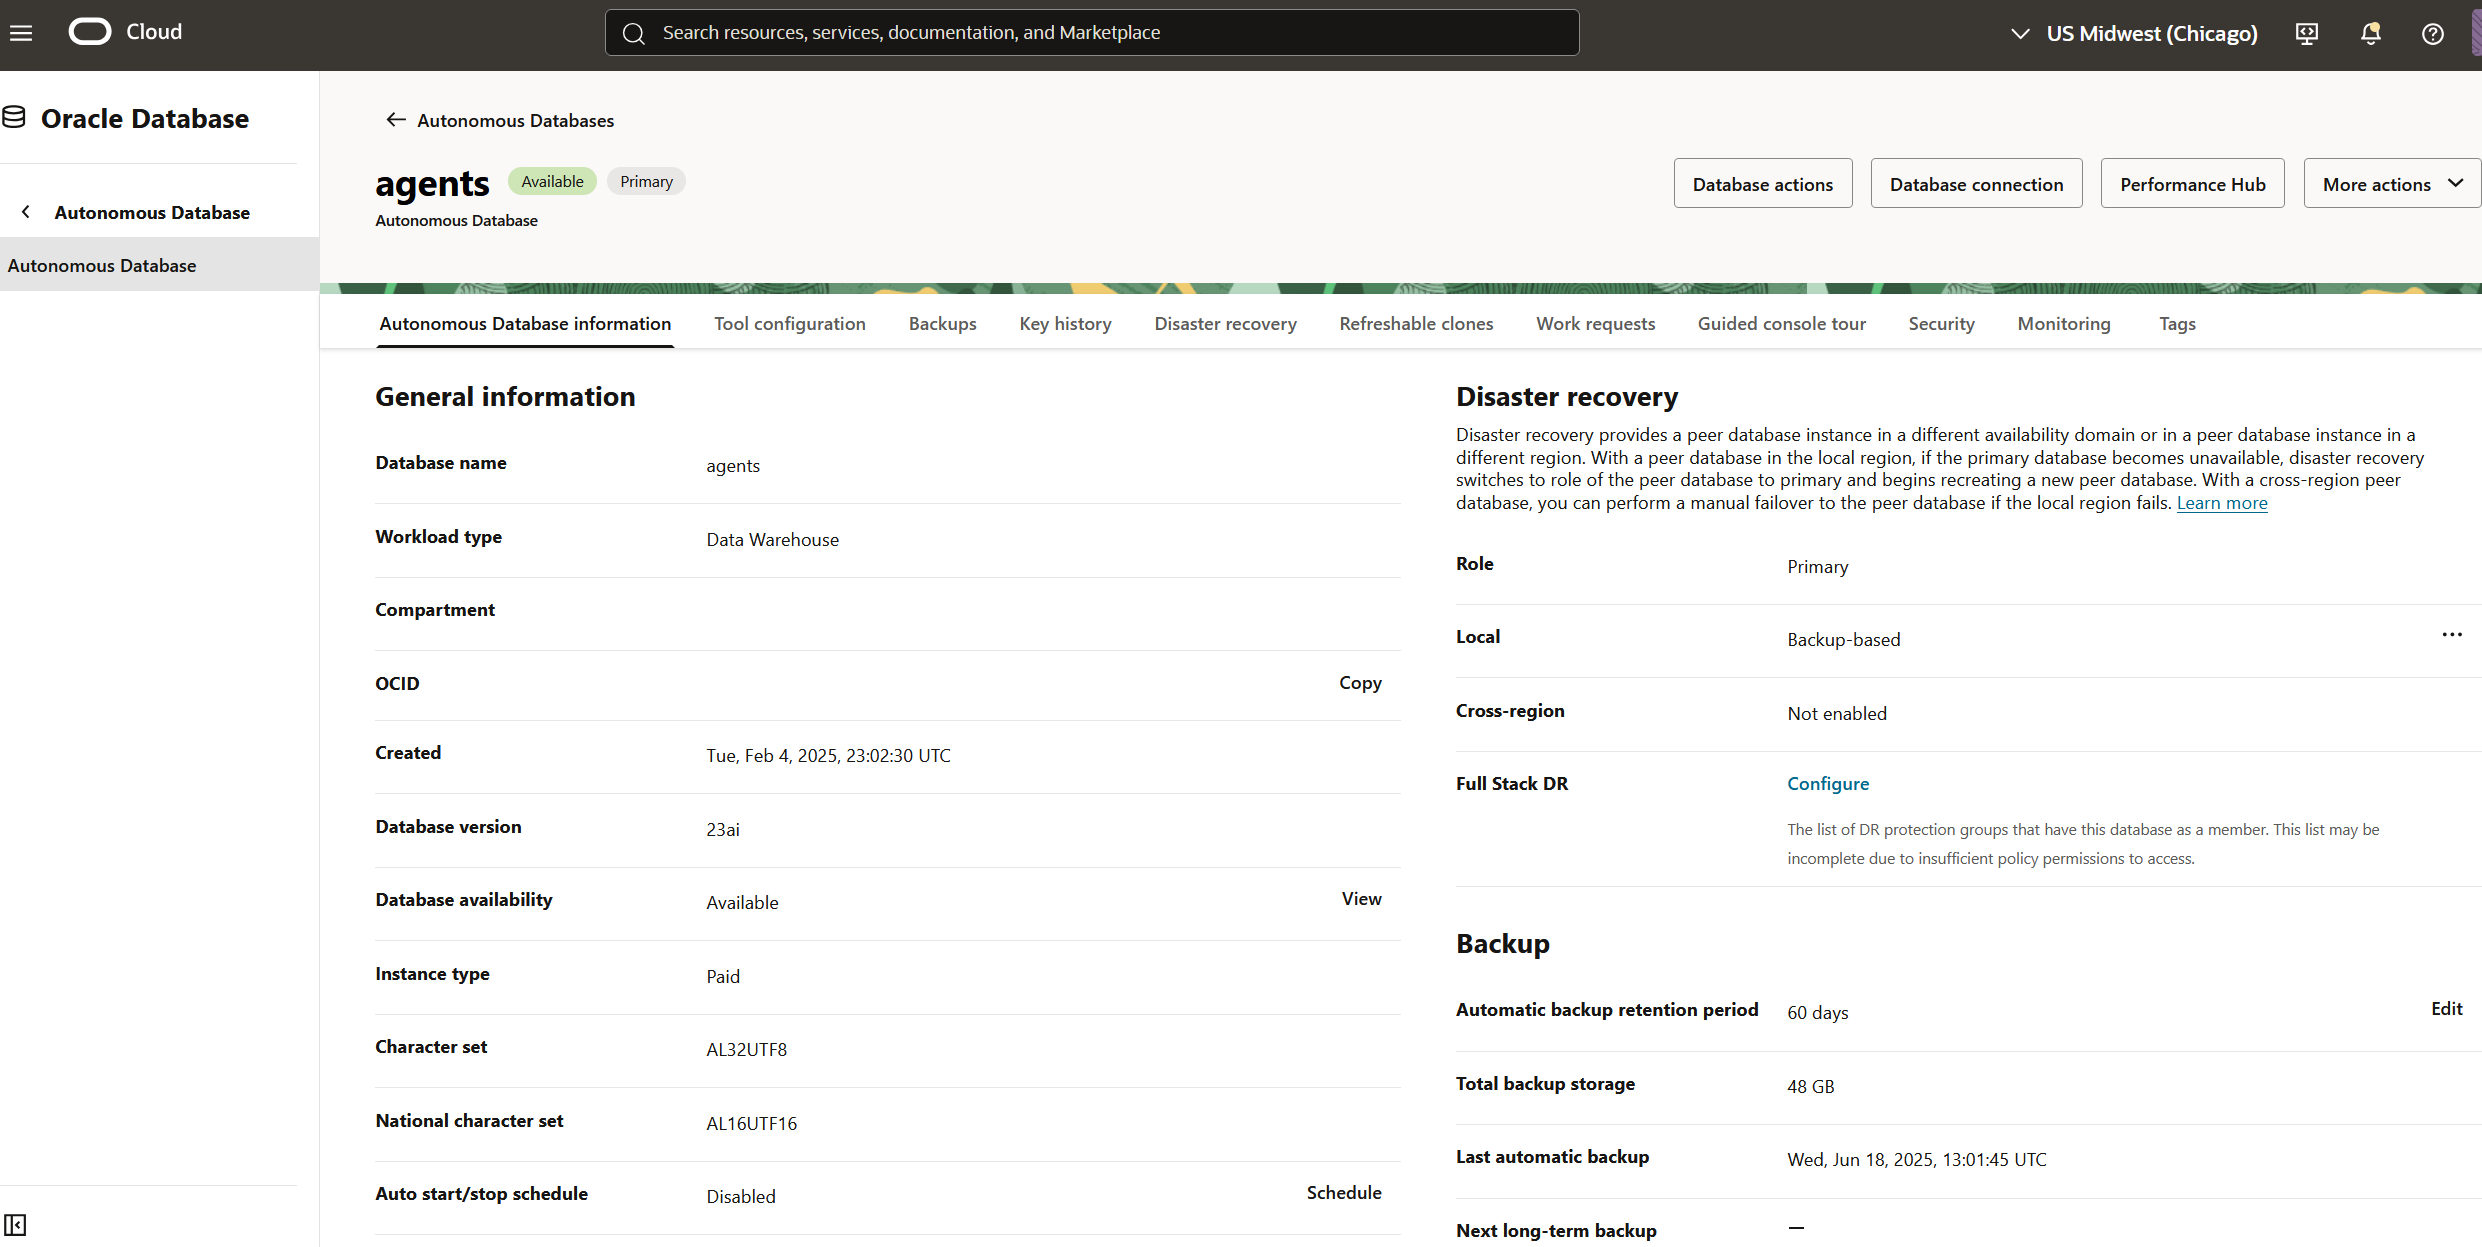 Cloud
Search resources, services, documentation, and Marketplace
US Midwest (Chicago)
Oracle Database
Autonomous Database
Autonomous Database
Autonomous Databases
agents
Available
Primary
Autonomous Database
Database actions
Database connection
Performance Hub
More actions
Autonomous Database information
Tool configuration
Backups
Key history
Disaster recovery
Refreshable clones
Work requests
Guided console tour
Security
Monitoring
Tags
General information
Database name
agents
Workload type
Data Warehouse
Compartment
OCID
Copy
Created
Tue, Feb 4, 2025, 23:02:30 UTC
Database version
23ai
Database availability
Available
View
Instance type
Paid
Character set
AL32UTF8
National character set
AL16UTF16
Auto start/stop schedule
Disabled
Schedule
Disaster recovery
Disaster recovery provides a peer database instance in a different availability domain or in a peer database instance in a
different region. With a peer database in the local region, if the primary database becomes unavailable, disaster recovery
switches to role of the peer database to primary and begins recreating a new peer database. With a cross-region peer
database, you can perform a manual failover to the peer database if the local region fails. Learn more
Role
Primary
Local
Backup-based
Cross-region
Not enabled
Full Stack DR
Configure
The list of DR protection groups that have this database as a member. This list may be
incomplete due to insufficient policy permissions to access.
Backup
Automatic backup retention period
60 days
Edit
Total backup storage
48 GB
Last automatic backup
Wed, Jun 18, 2025, 13:01:45 UTC
Next long-term backup
—